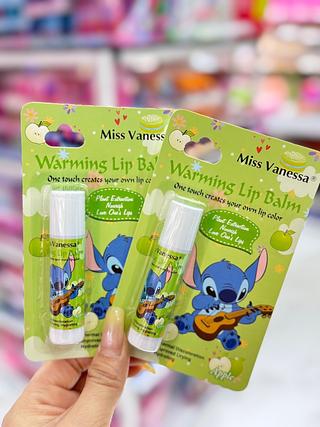 Miss Vanessa
Warming Lip Balm
One touch creates your own lip color
Plant Extraction
Nourish
Love One's Lips
Vanessa®
Miss Vanessa®
Warming Lip Balm
One touch creates your own lip color
Plant Extraction
Nourish
Love One's Lips
Apple